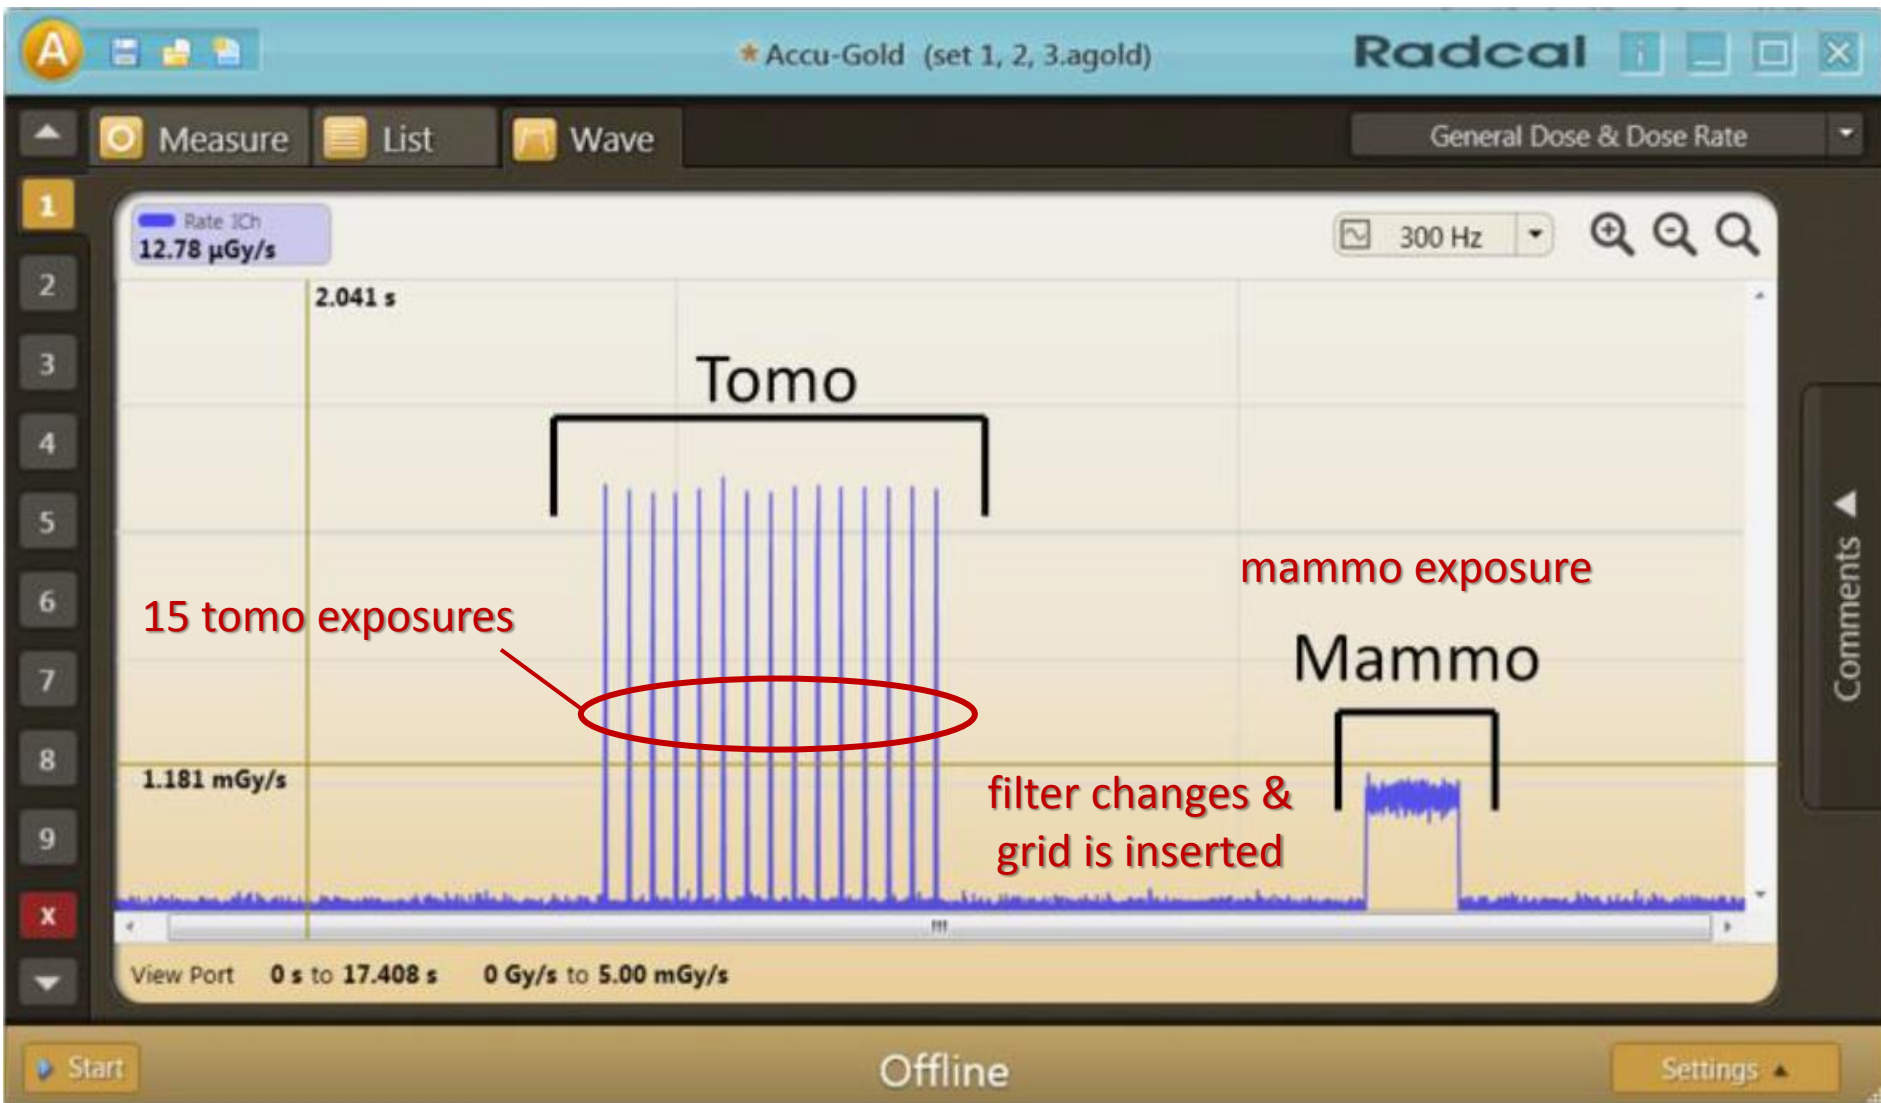 A
Accu-Gold (set 1, 2, 3.agold)
Radcal
i
Measure
List
Wave
General Dose & Dose Rate
1
2
3
4
5
6
7
8
9
X
Rate ICh
12.78 µGy/s
300 Hz
2.041 s
Tomo
15 tomo exposures
mammo exposure
Mammo
1.181 mGy/s
filter changes &
grid is inserted
Comments
View Port 0 s to 17.408 s 0 Gy/s to 5.00 mGy/s
Start
Offline
Settings